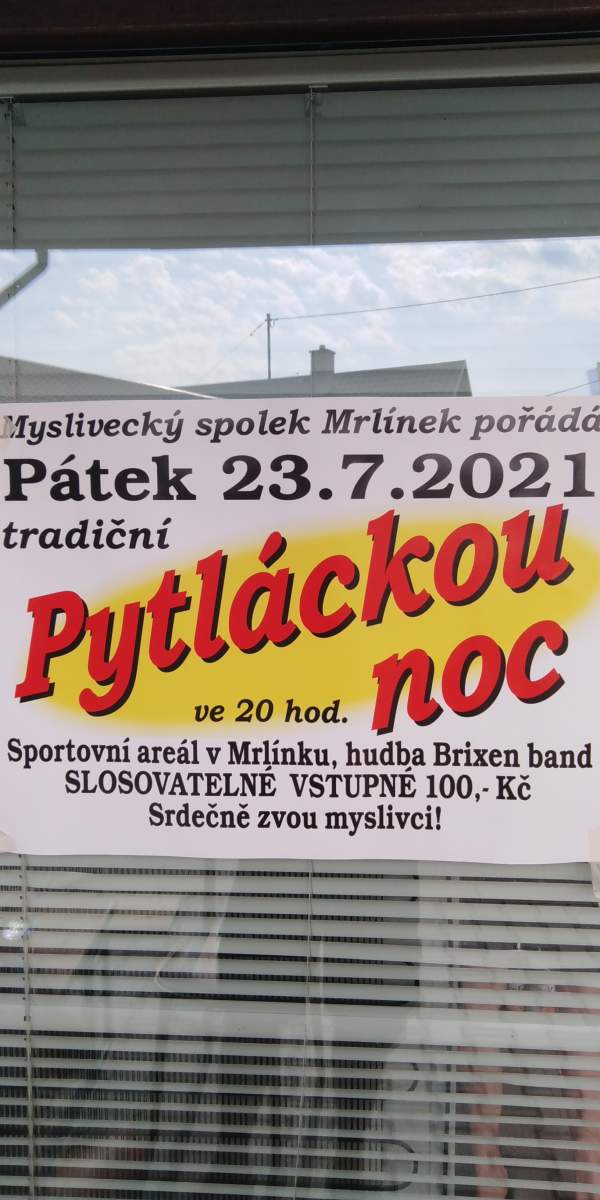 Myslivecký spolek Mrlínek pořádá
Pátek 23.7.2021
tradiční
Pytláckou
noc
ve 20 hod.
Sportovní areál v Mrlínku, hudba Brixen band
SLOSOVATELNÉ VSTUPNÉ 100,- Kč
Srdečně zvou myslivci!